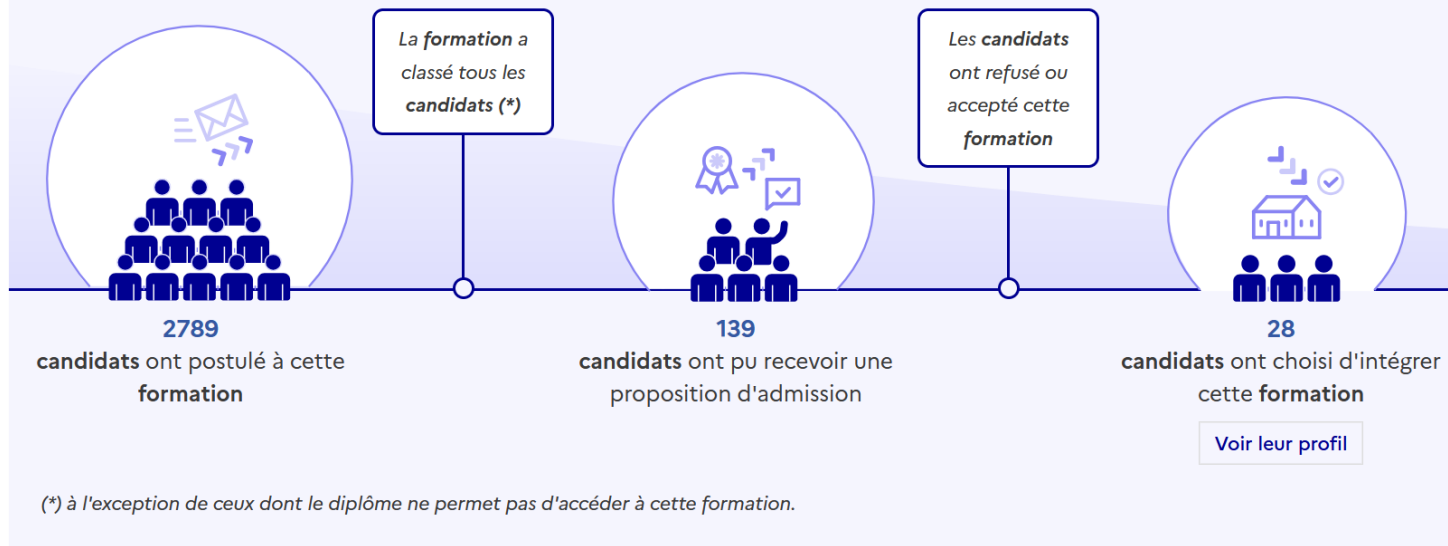 La formation a
classé tous les
candidats (*)
Les candidats
ont refusé ou
accepté cette
formation
2789
candidats ont postulé à cette
formation
139
candidats ont pu recevoir une
proposition d'admission
28
candidats ont choisi d'intégrer
cette formation
Voir leur profil
(*) à l'exception de ceux dont le diplôme ne permet pas d'accéder à cette formation.